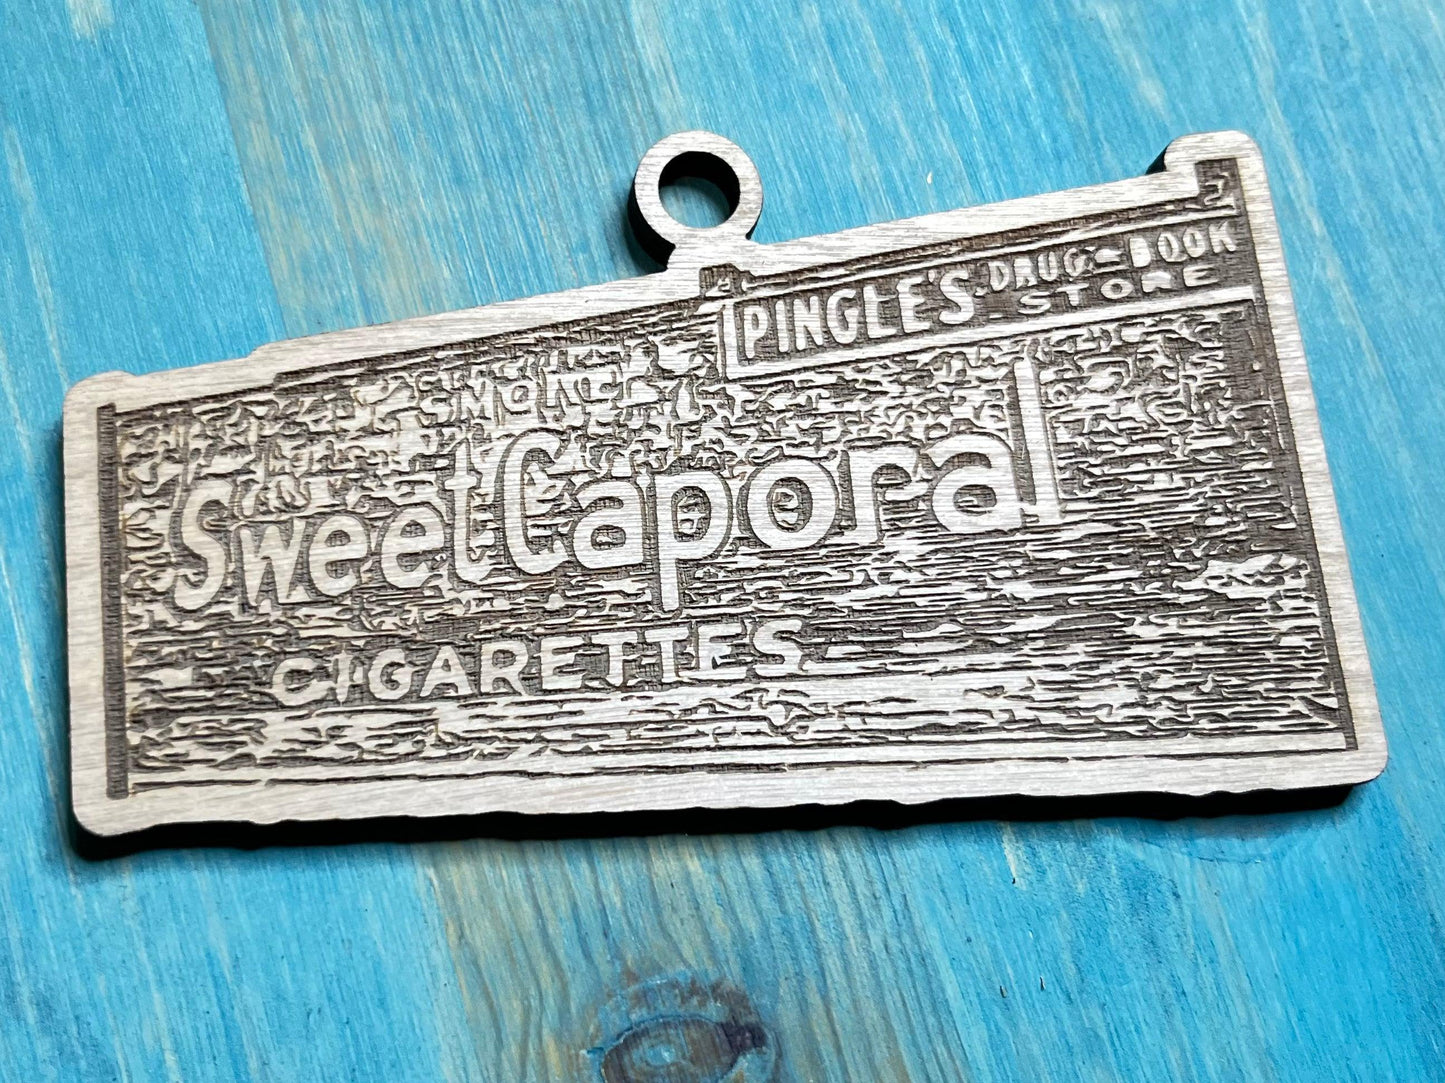 PINGLE'S DRUG - BOOK
STORE
SMOKE
Sweet Caporal
CIGARETTES